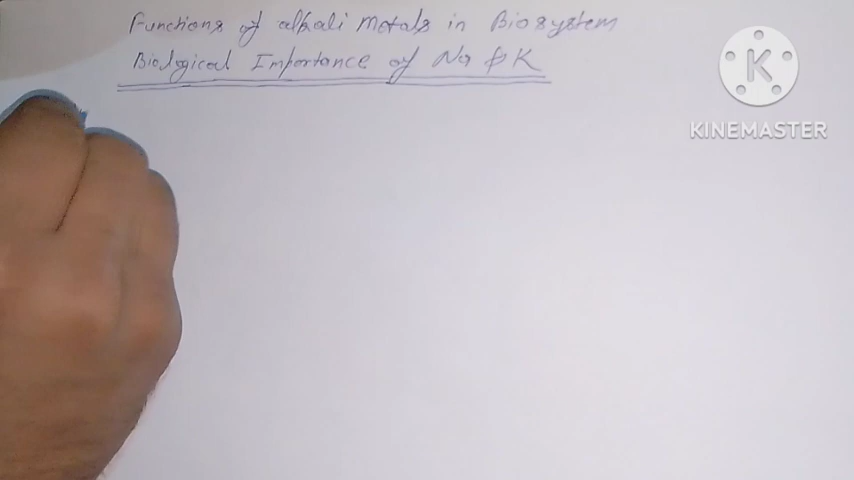 Functions of alkali Metals in Biosystem
Biological Importance of Na & K
K
KINEMASTER